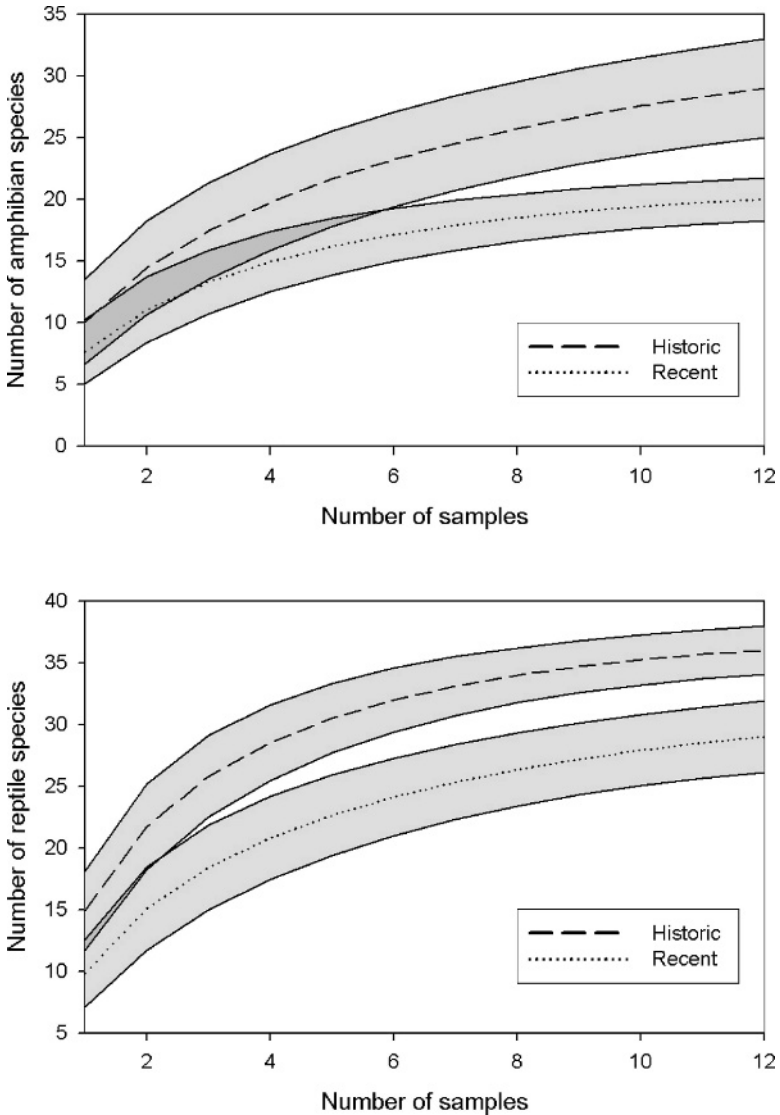 Number of amphibian species
35
30
25
20
15
10
5
0
Historic
Recent
2 4 6 8 10 12
Number of samples
Number of reptile species
40
35
30
25
20
15
10
5
Historic
Recent
2 4 6 8 10 12
Number of samples